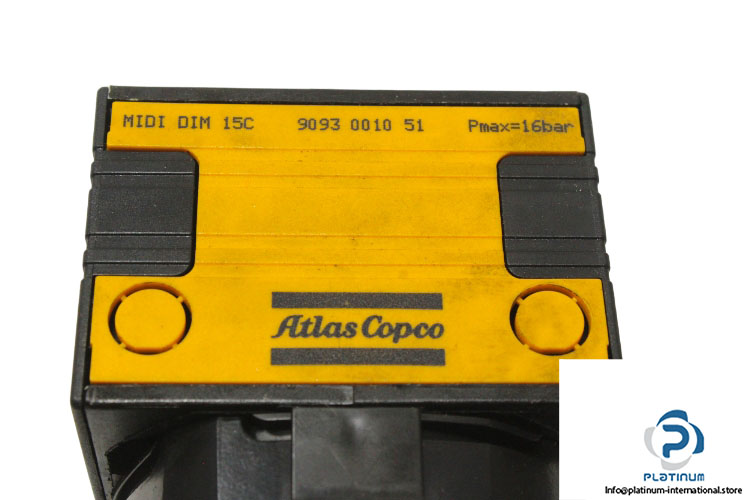 MIDI DIM 15C 9093 0010 51 Pmax=16bar
Atlas Copco
PLATINUM
Info@platinum-international.store